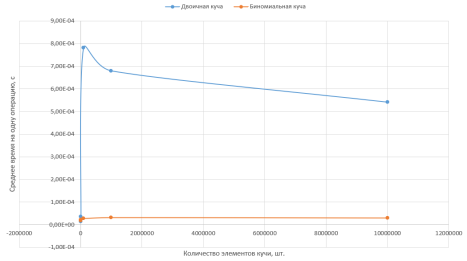 Двоичная куча
Биномиальная куча
9,00E-04
8,00E-04
7,00E-04
6,00E-04
5,00E-04
4,00E-04
3,00E-04
2,00E-04
1,00E-04
0,00E+00
-1,00E-04
-2000000 0 2000000 4000000 6000000 8000000 10000000 12000000
Среднее время на одну операцию, с
Количество элементов кучи, шт.